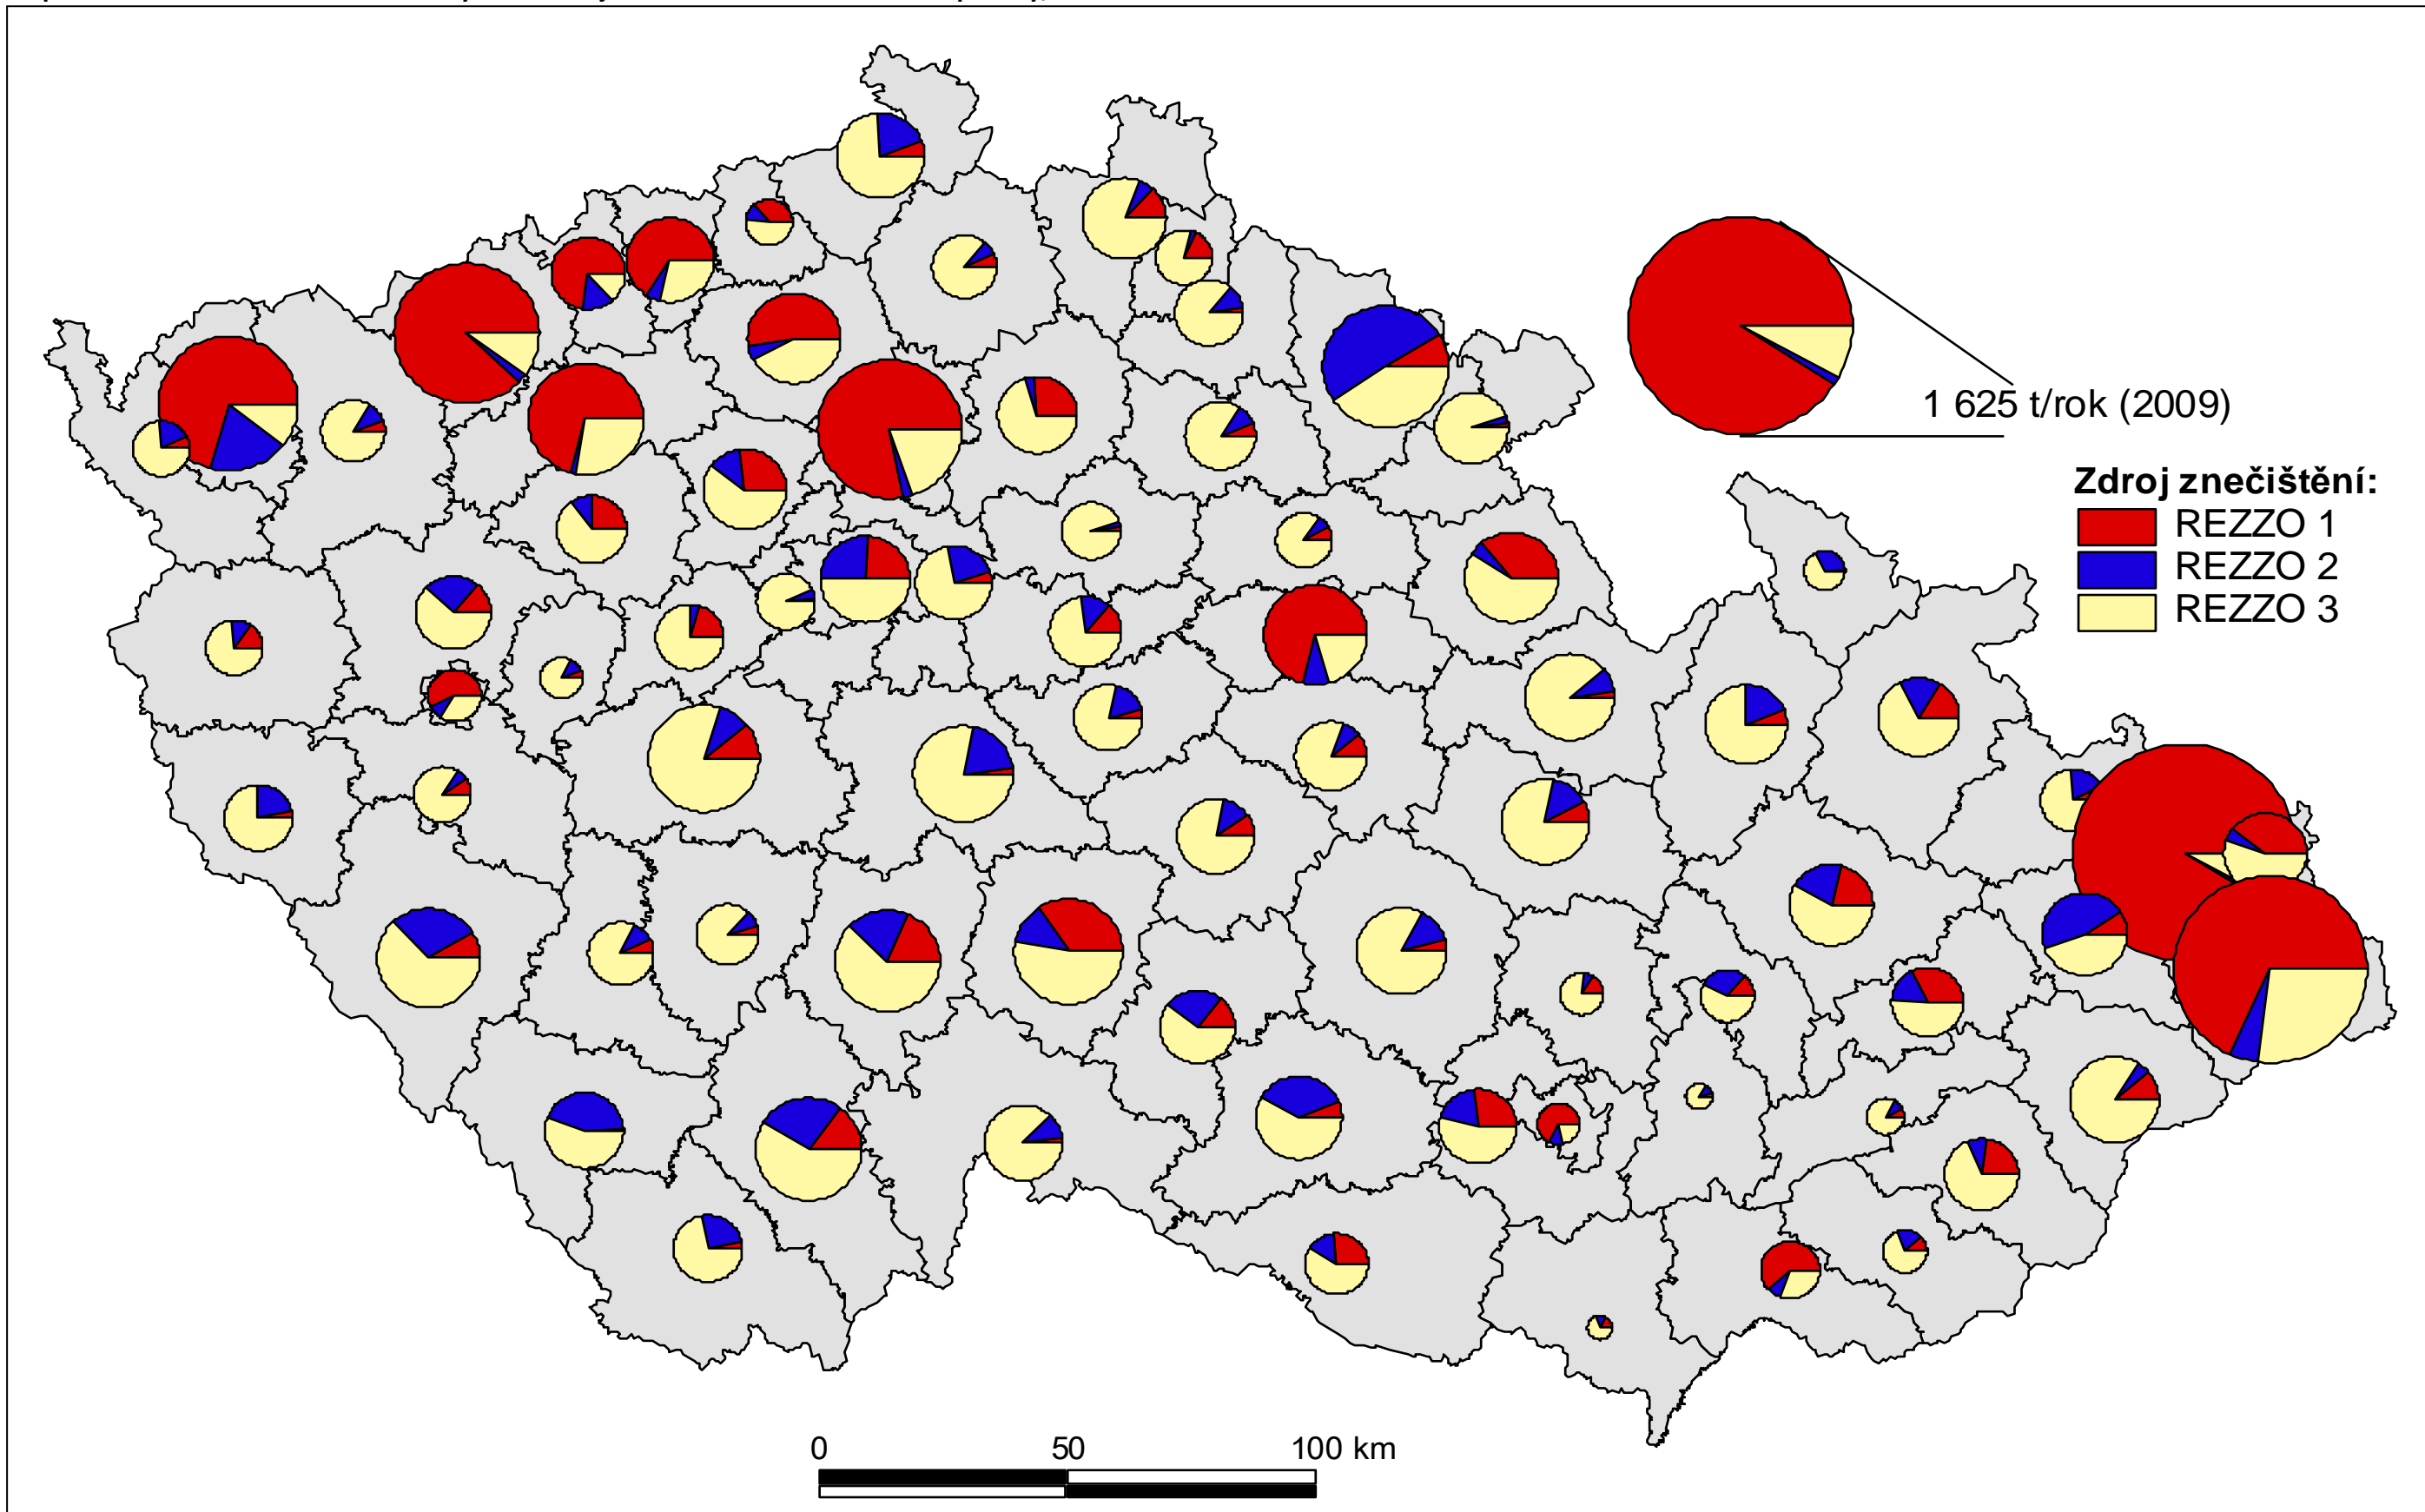 1 625 t/rok (2009)
Zdroj znečištění:
REZZO 1
REZZO 2
REZZO 3
0 50 100 km